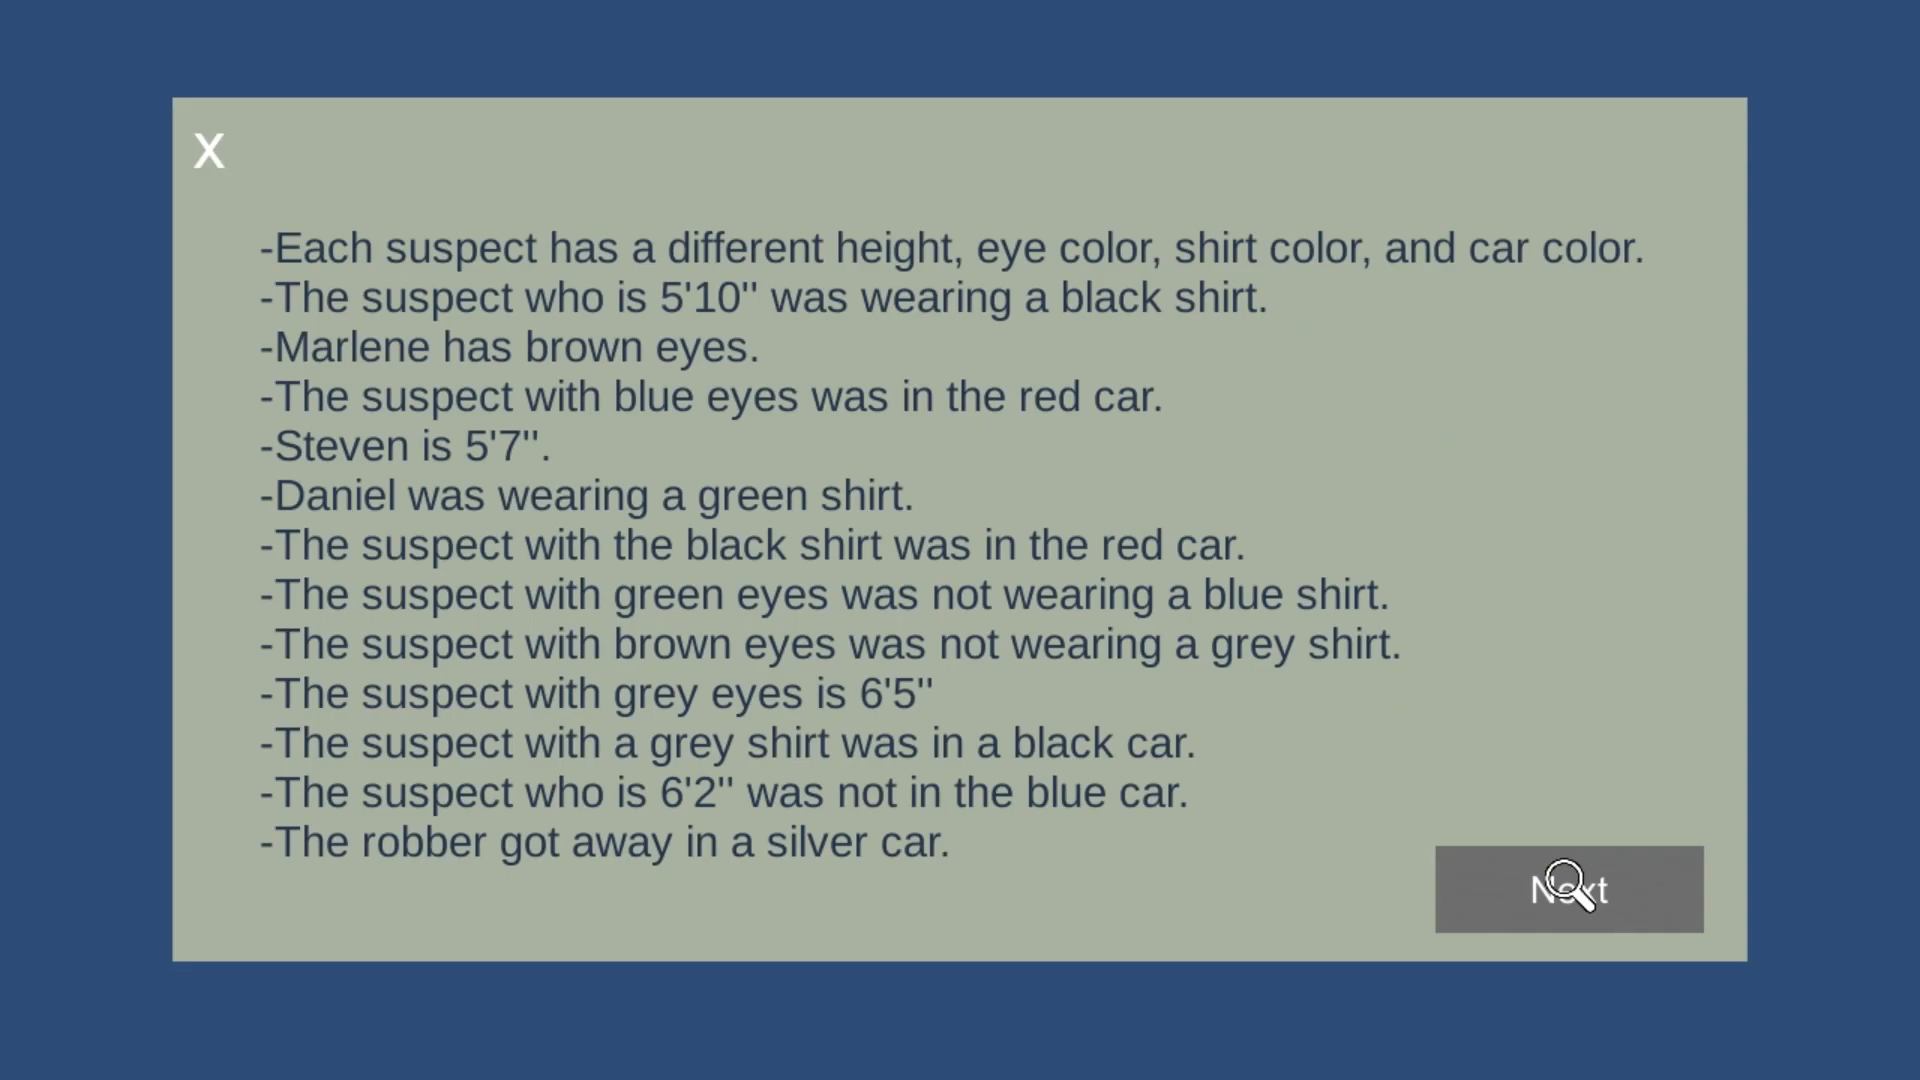 X
-Each suspect has a different height, eye color, shirt color, and car color.
-The suspect who is 5'10" was wearing a black shirt.
-Marlene has brown eyes.
-The suspect with blue eyes was in the red car.
-Steven is 5'7".
-Daniel was wearing a green shirt.
-The suspect with the black shirt was in the red car.
-The suspect with green eyes was not wearing a blue shirt.
-The suspect with brown eyes was not wearing a grey shirt.
-The suspect with grey eyes is 6'5"
-The suspect with a grey shirt was in a black car.
-The suspect who is 6'2" was not in the blue car.
-The robber got away in a silver car.
Next